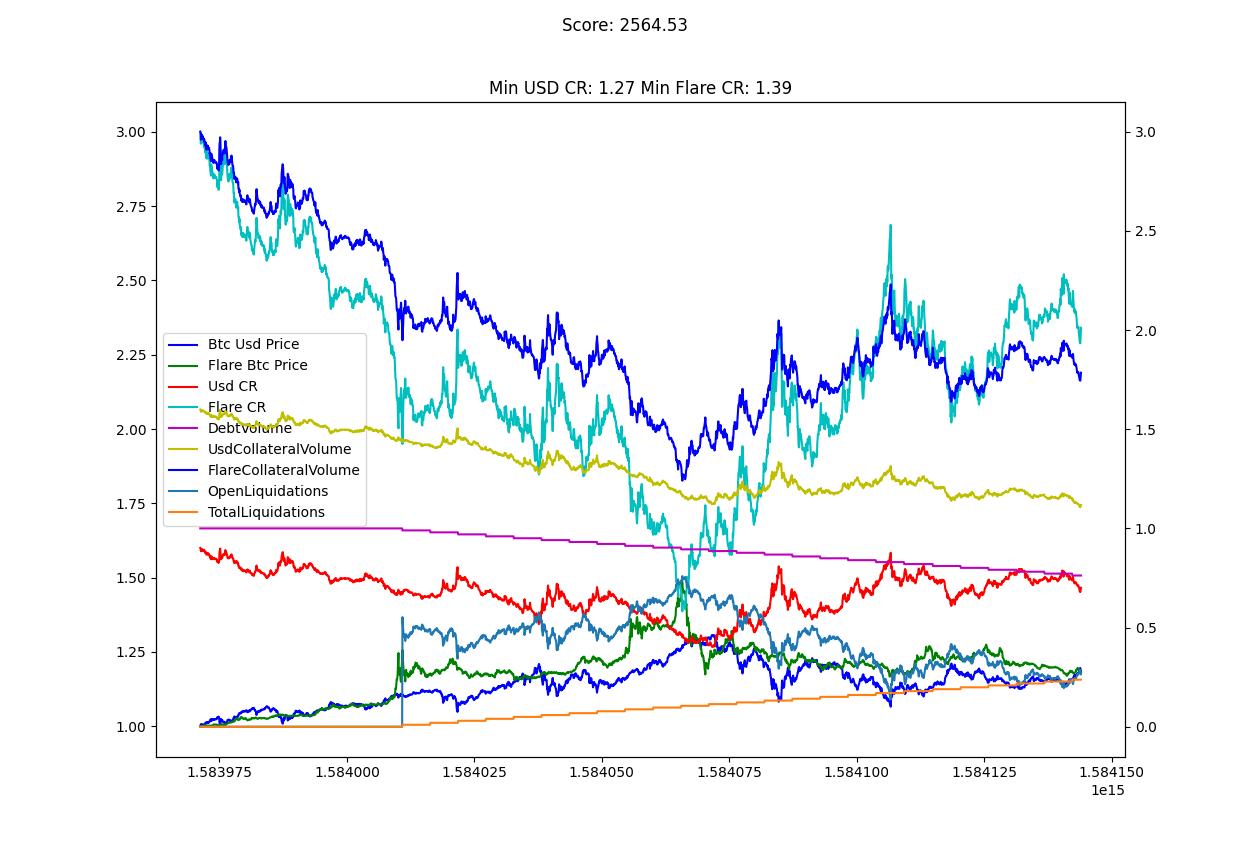 Score: 2564.53
Min USD CR: 1.27 Min Flare CR: 1.39
3.00
2.75
2.50
2.25
2.00
1.75
1.50
1.25
1.00
3.0
2.5
2.0
1.5
1.0
0.5
0.0
Btc Usd Price
Flare Btc Price
Usd CR
Flare CR
DebtVolume
UsdCollateralVolume
FlareCollateralVolume
OpenLiquidations
TotalLiquidations
1.583975 1.584000 1.584025 1.584050 1.584075 1.584100 1.584125 1.584150
1e15